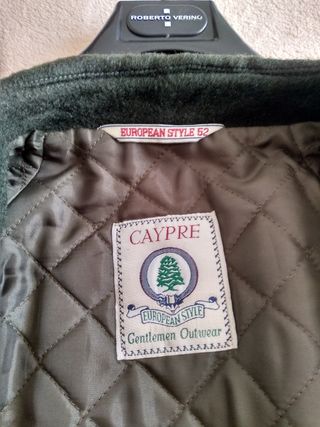 ROBERTO VERINO
EUROPEAN STYLE 52
CAYPRE
EUROPEAN STYLE
Gentlemen Outwear